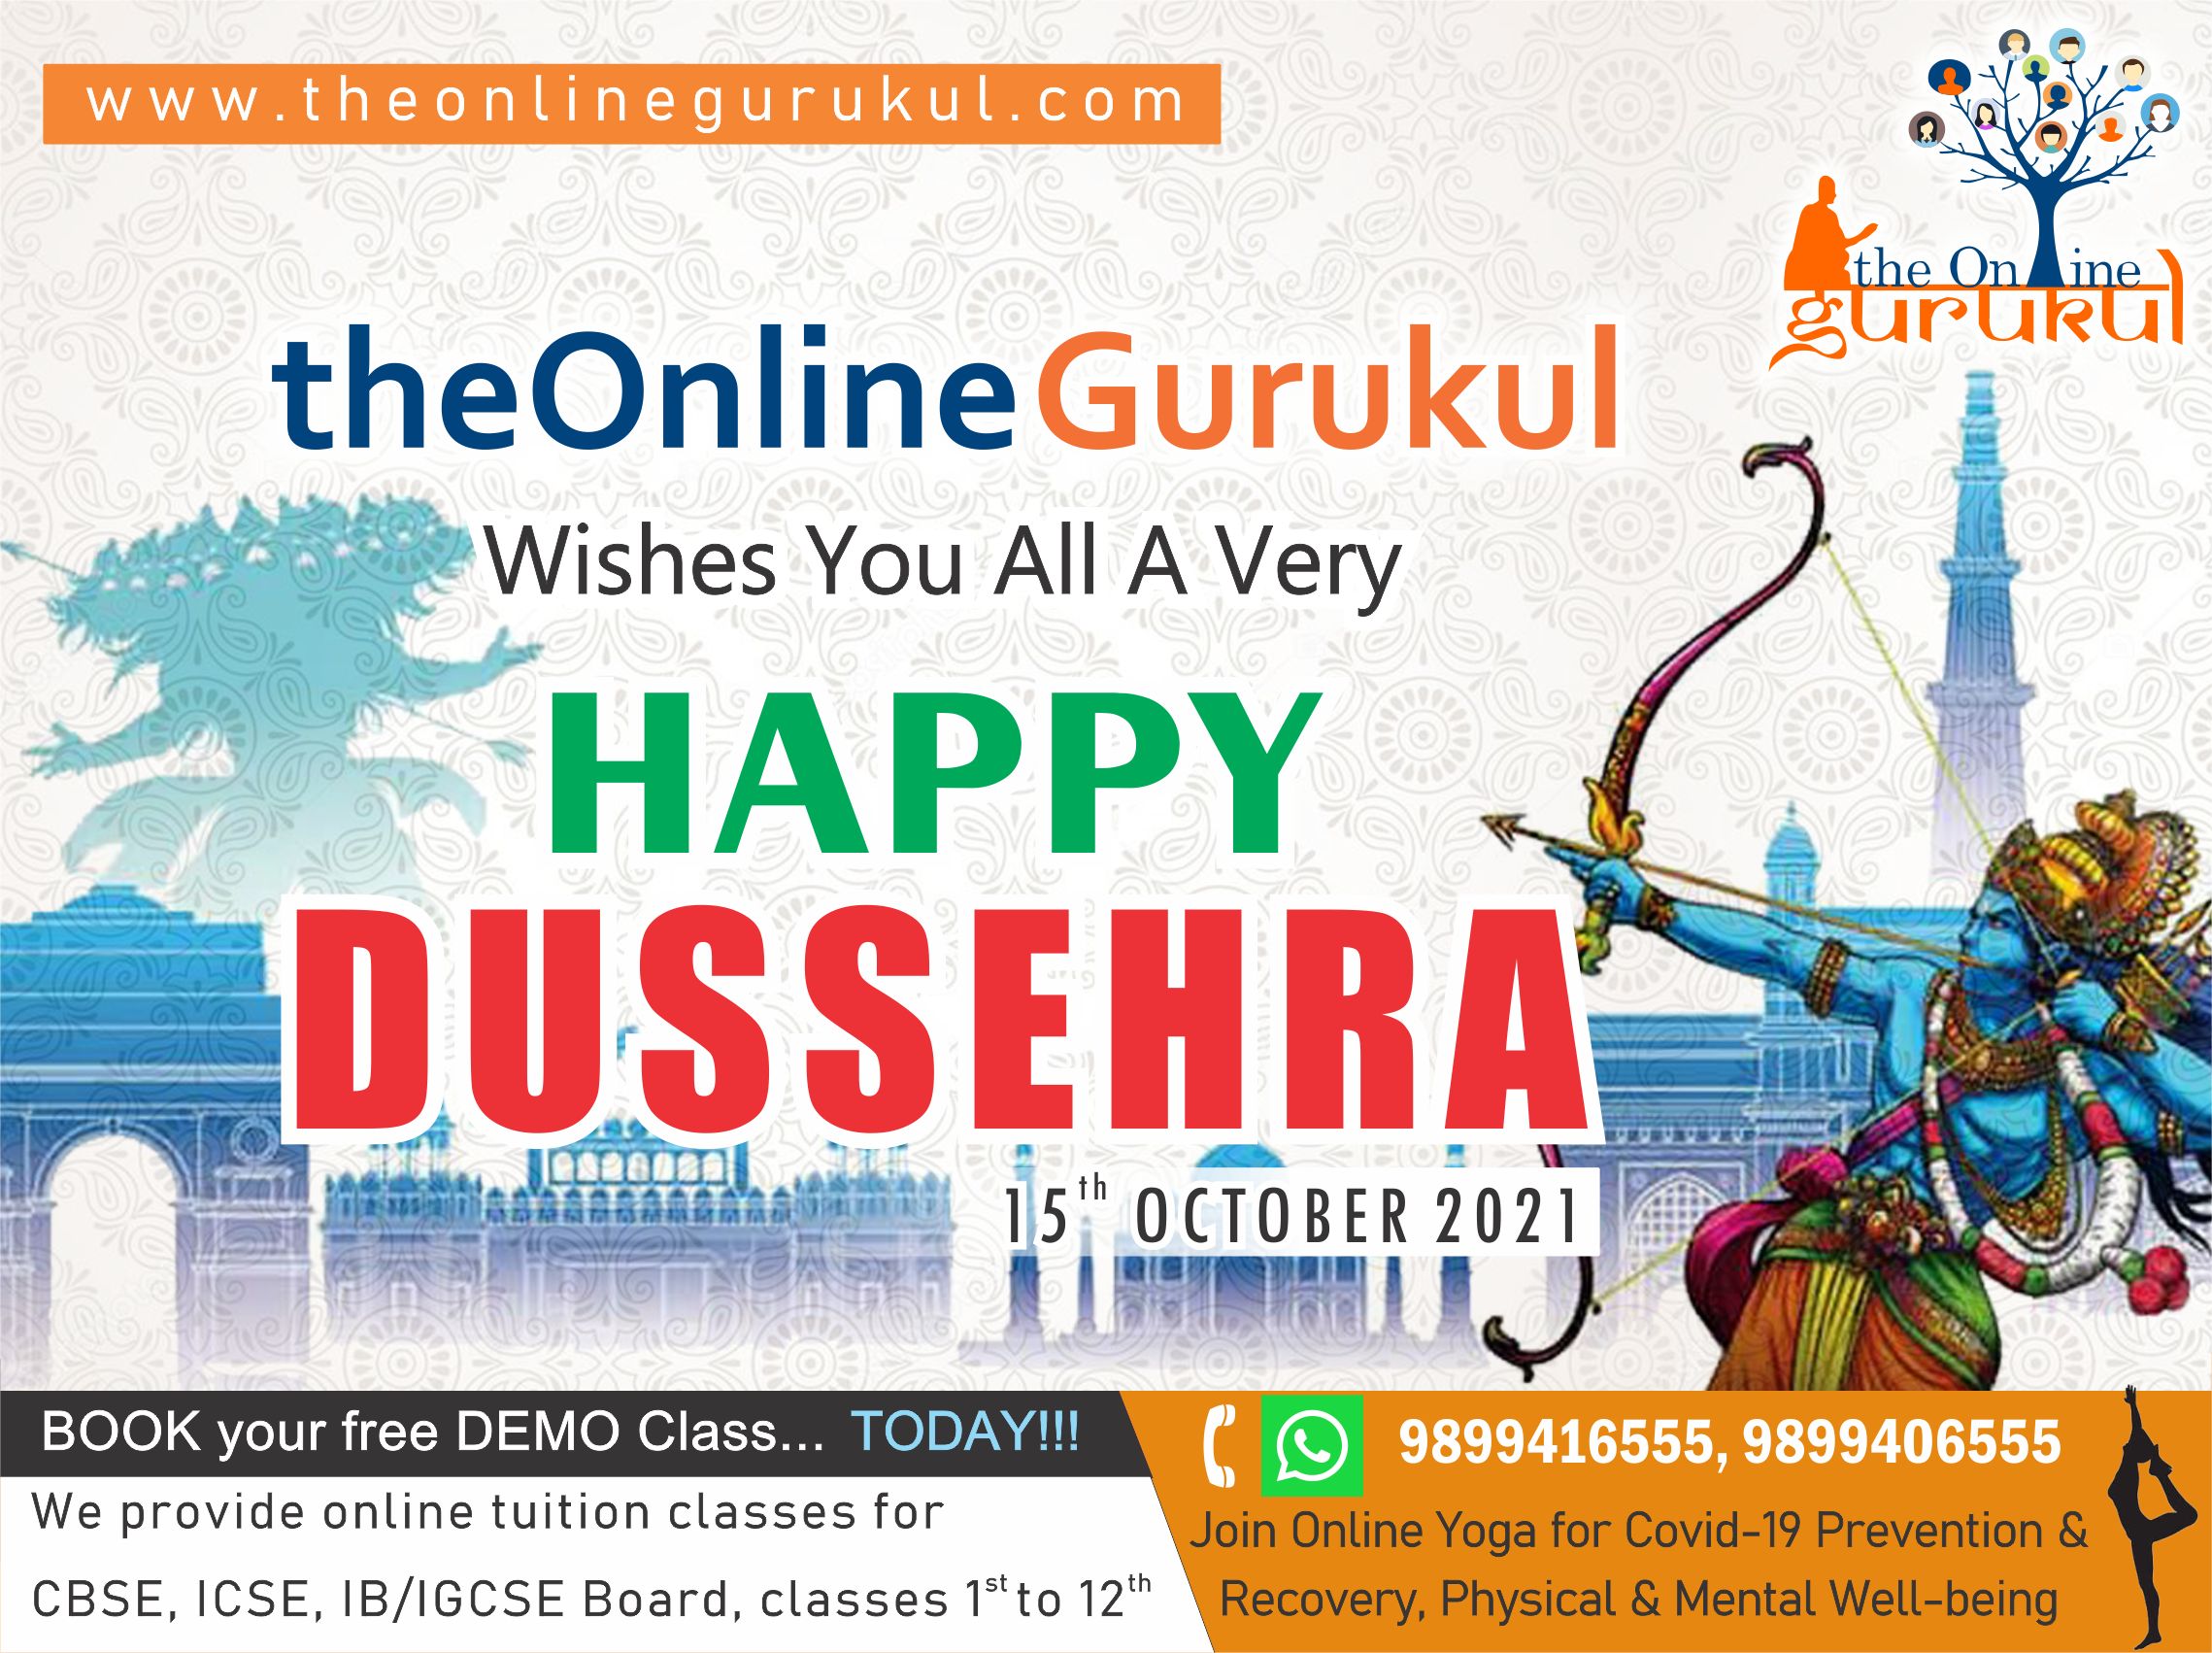 www.theonlinegurukul.com
the Online
gurukul
theOnlineGurukul
Wishes You All A Very
HAPPY
DUSSEHRA
15th OCTOBER 2021
BOOK your free DEMO Class... TODAY!!!
We provide online tuition classes for
CBSE, ICSE, IB/IGCSE Board, classes 1st to 12th
9899416555, 9899406555
Join Online Yoga for Covid-19 Prevention &
Recovery, Physical & Mental Well-being